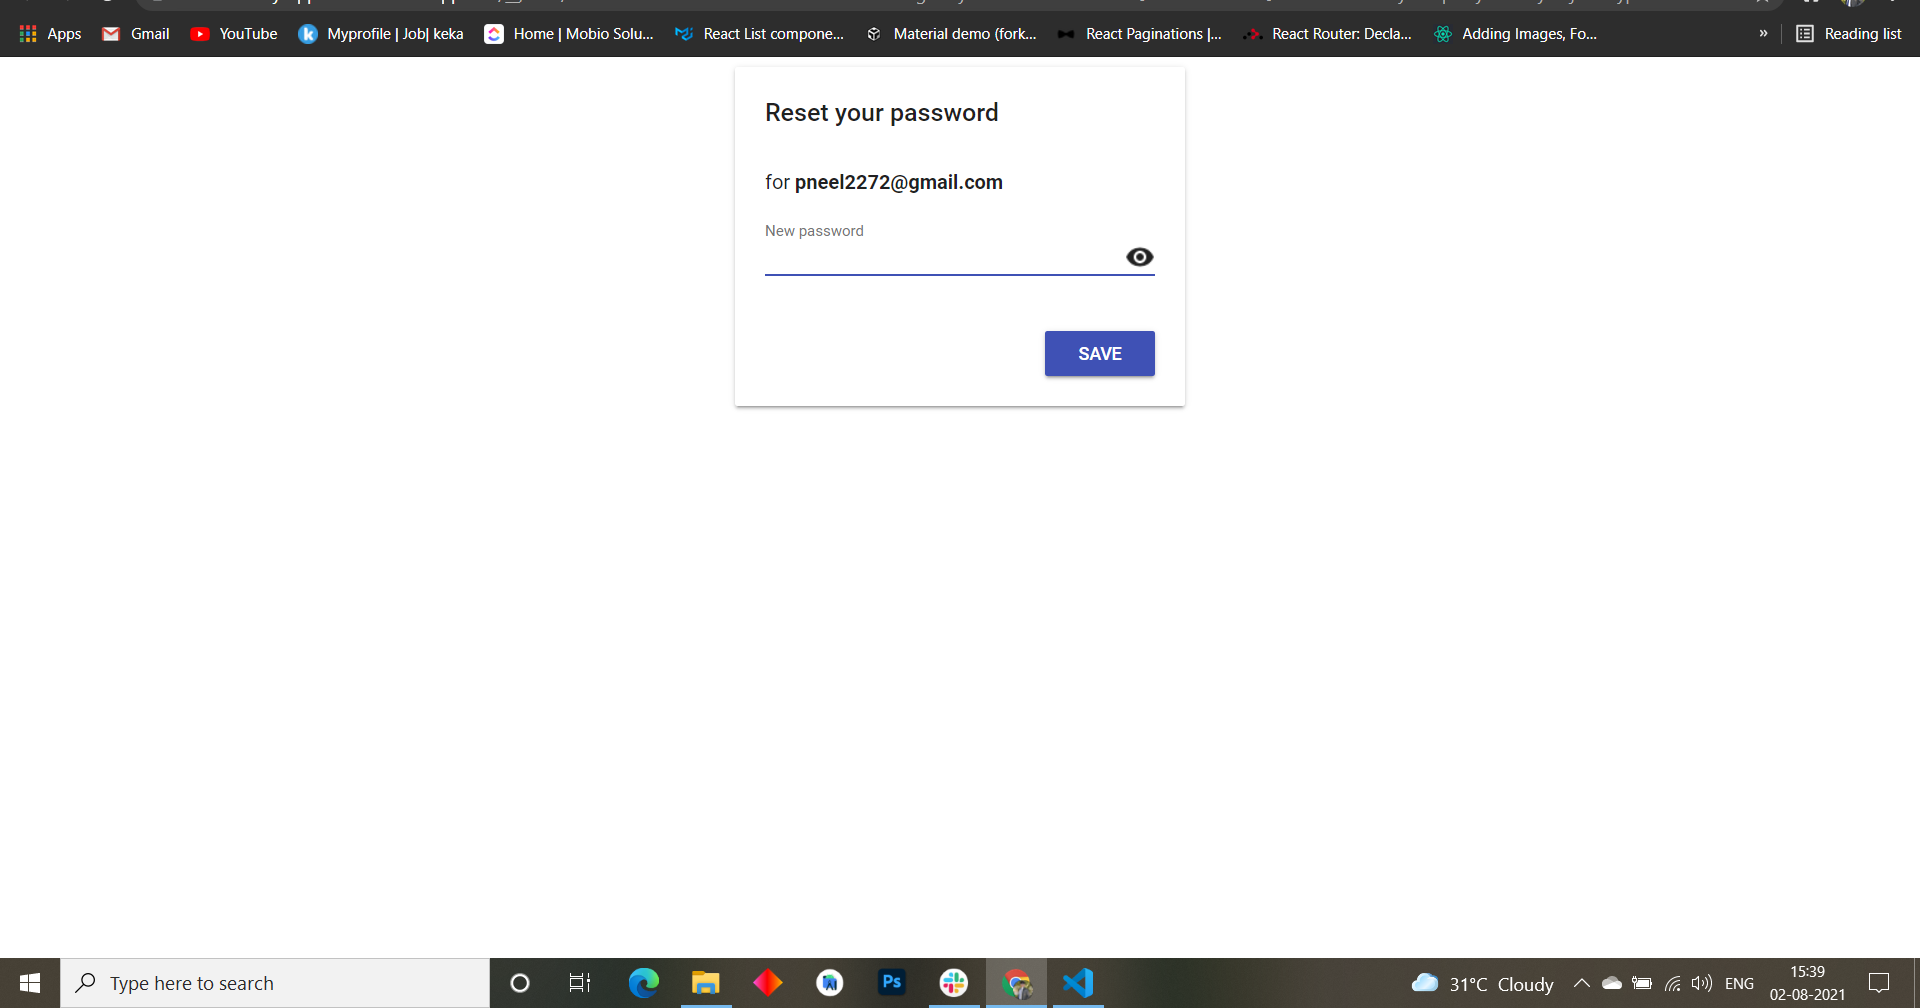 Apps Gmail YouTube Myprofile | Job| keka Home | Mobio Solu... React List compone... Material demo (fork... React Paginations |... React Router: Decla... Adding Images, Fo... » Reading list
Reset your password
for pneel2272@gmail.com
New password
SAVE
Type here to search Ps 31°C Cloudy ENG 15:39
02-08-2021